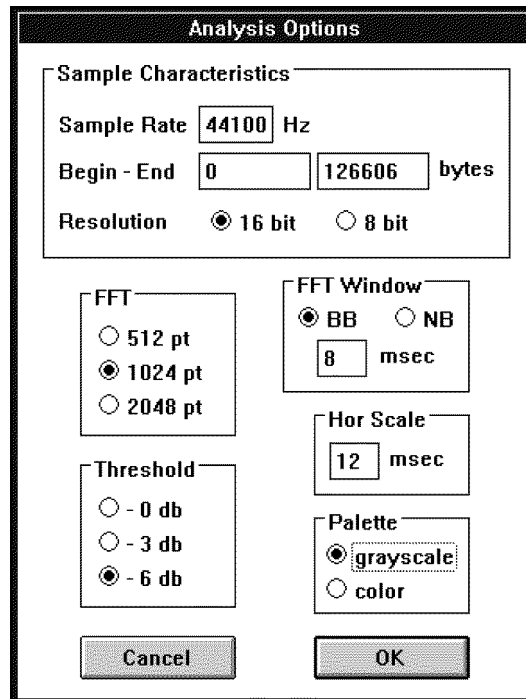 Analysis Options
Sample Characteristics
Sample Rate 44100 Hz
Begin - End 0 126606 bytes
Resolution 16 bit 8 bit
FFT
512 pt
1024 pt
2048 pt
FFT Window
BB NB
8 msec
Hor Scale
12 msec
Threshold
- 0 db
- 3 db
- 6 db
Palette
grayscale
color
Cancel OK